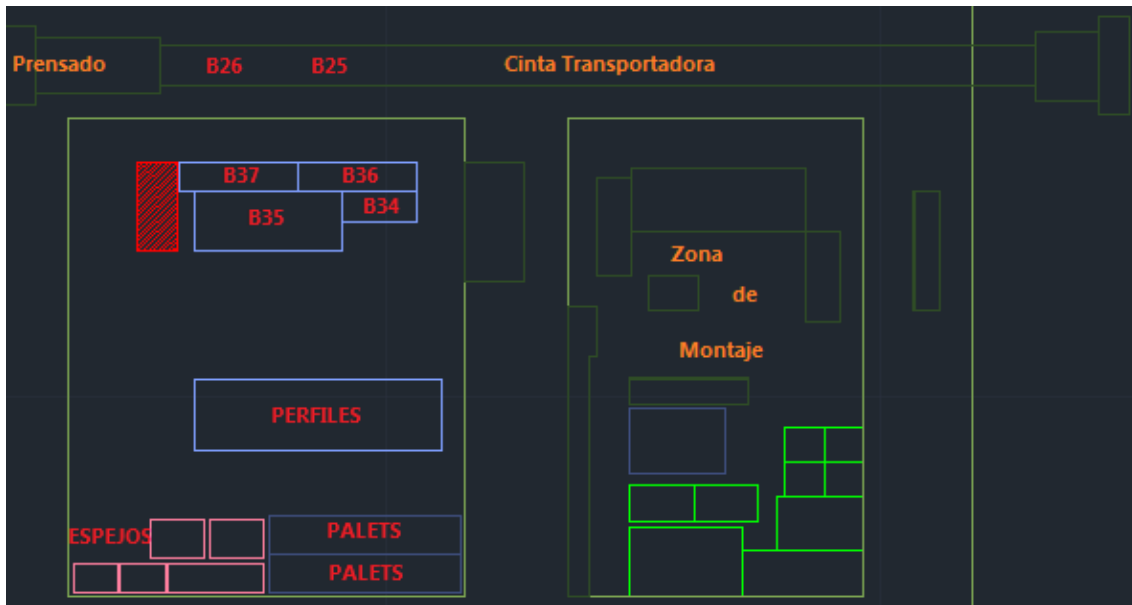 Prensado
B26
B25
Cinta Transportadora
B37
B36
B35
B34
Zona
de
Montaje
PERFILES
ESPEJOS
PALETS
PALETS